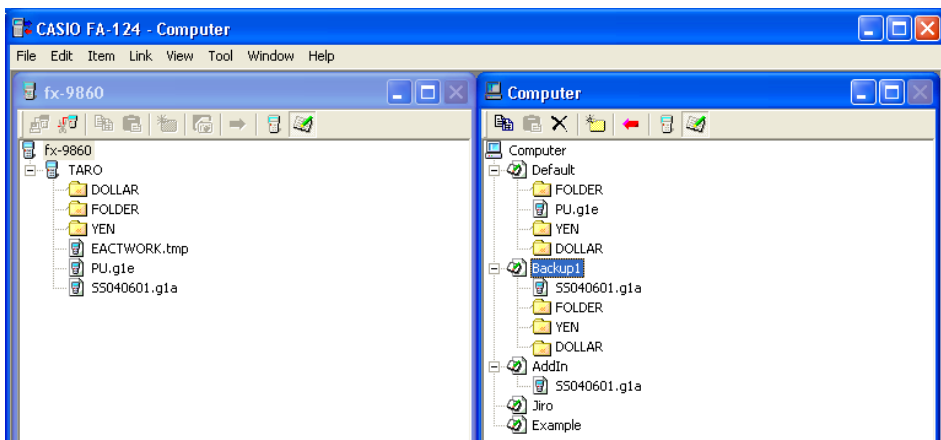 CASIO FA-124 - Computer
File Edit Item Link View Tool Window Help
fx-9860
fx-9860
TARO
DOLLAR
FOLDER
YEN
EACTWORK.tmp
PU.g1e
SS040601.g1a
Computer
Computer
Default
FOLDER
PU.g1e
YEN
DOLLAR
Backup1
SS040601.g1a
FOLDER
YEN
DOLLAR
AddIn
SS040601.g1a
Jiro
Example